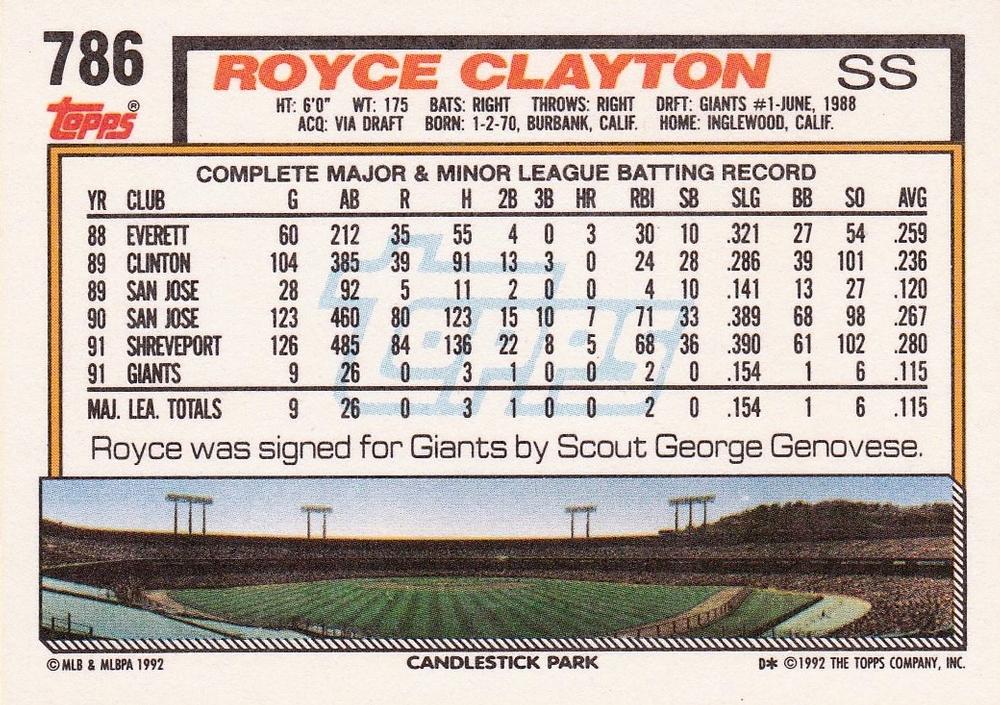 786
ROYCE CLAYTON SS
Topps®
HT: 6'0" WT: 175 BATS: RIGHT THROWS: RIGHT DRFT: GIANTS #1-JUNE, 1988
ACQ: VIA DRAFT BORN: 1-2-70, BURBANK, CALIF. HOME: INGLEWOOD, CALIF.
COMPLETE MAJOR & MINOR LEAGUE BATTING RECORD
YR CLUB G AB R H 2B 3B HR RBI SB SLG BB SO AVG
88 EVERETT 60 212 35 55 4 0 3 30 10 .321 27 54 .259
89 CLINTON 104 385 39 91 13 3 0 24 28 .286 39 101 .236
89 SAN JOSE 28 92 5 11 2 0 0 4 10 .141 13 27 .120
90 SAN JOSE 123 460 80 123 15 10 7 71 33 .389 68 98 .267
91 SHREVEPORT 126 485 84 136 22 8 5 68 36 .390 61 102 .280
91 GIANTS 9 26 0 3 1 0 0 2 0 .154 1 6 .115
MAJ. LEA. TOTALS 9 26 0 3 1 0 0 2 0 .154 1 6 .115
Topps
Royce was signed for Giants by Scout George Genovese.
© MLB & MLBPA 1992 CANDLESTICK PARK D* © 1992 THE TOPPS COMPANY, INC.